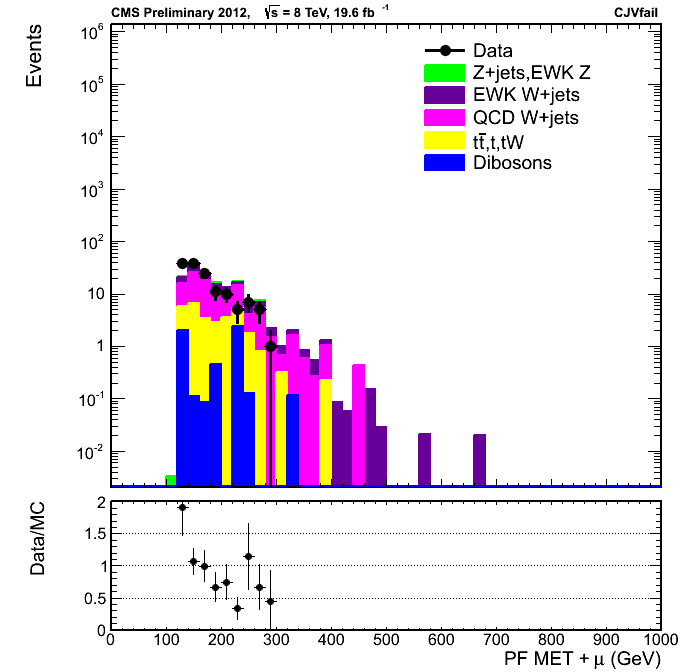 CMS Preliminary 2012, √s = 8 TeV, 19.6 fb⁻¹ CJVfail
Events
10⁶
10⁵
10⁴
10³
10²
10
1
10⁻¹
10⁻²
Data
Z+jets,EWK Z
EWK W+jets
QCD W+jets
tt̄,t,tW
Dibosons
Data/MC
2
1.5
1
0.5
0
0 100 200 300 400 500 600 700 800 900 1000
PF MET + μ (GeV)